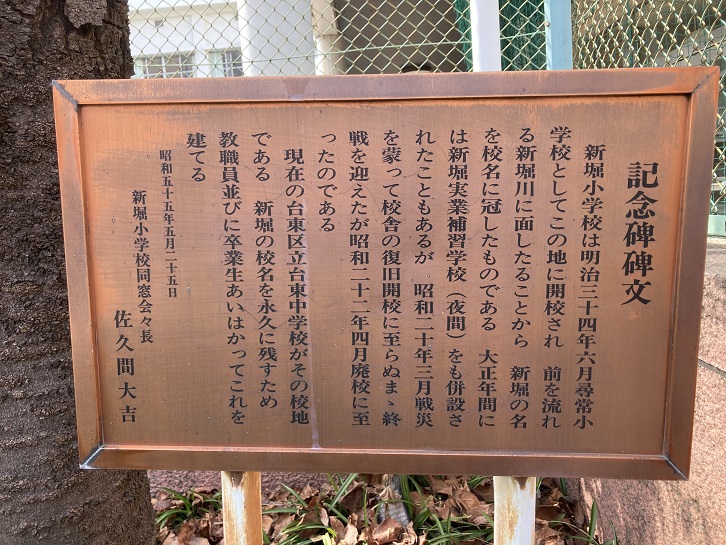 記念碑碑文
新堀小学校は明治三十四年六月尋常小
学校としてこの地に開校され　前を流れ
る新堀川に面したることから　新堀の名
を校名に冠したものである　大正年間に
は新堀実業補習学校（夜間）をも併設さ
れたこともあるが　昭和二十年三月戦災
を蒙って校舎の復旧開校に至らぬまゝ終
戦を迎えたが昭和二十二年四月廃校に至
ったのである
現在の台東区立台東中学校がその校地
である　新堀の校名を永久に残すため
教職員並びに卒業生あいはかってこれを
建てる
昭和五十五年五月二十五日
新堀小学校同窓会々長
佐久間大吉